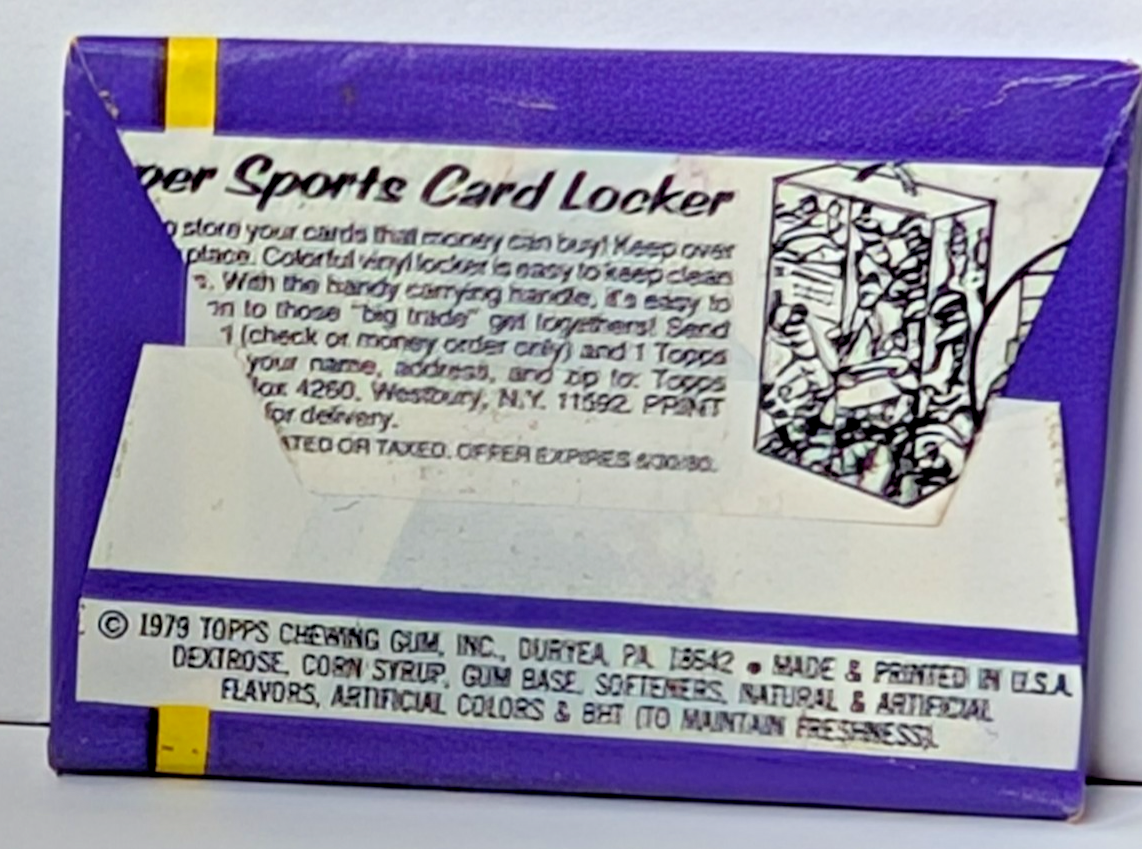 per Sports Card Locker
o store your cards that money can buy! Keep over
place. Colorful vinyl locker is easy to keep clean
s. With the handy carrying handle, it's easy to
on to those "big trade" get togethers! Send
1 (check or money order only) and 1 Topps
your name, address, and zip to: Topps
Box 4260, Westbury, N.Y. 11592. PRINT
for delivery.
ATED OR TAXED. OFFER EXPIRES 6/30/80.
© 1979 TOPPS CHEWING GUM, INC., DURYEA, PA. 18642 • MADE & PRINTED IN U.S.A.
DEXTROSE, CORN SYRUP, GUM BASE, SOFTENERS, NATURAL & ARTIFICIAL
FLAVORS, ARTIFICIAL COLORS & BHT (TO MAINTAIN FRESHNESS).